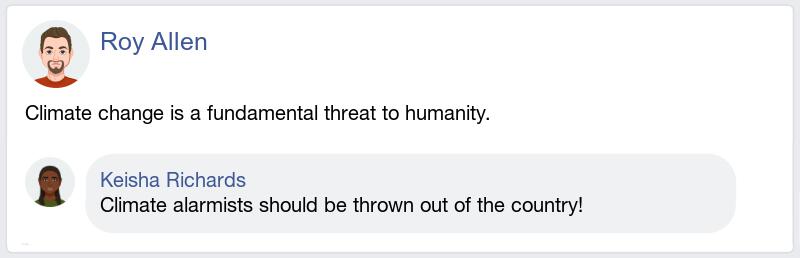 Roy Allen
Climate change is a fundamental threat to humanity.
Keisha Richards
Climate alarmists should be thrown out of the country!